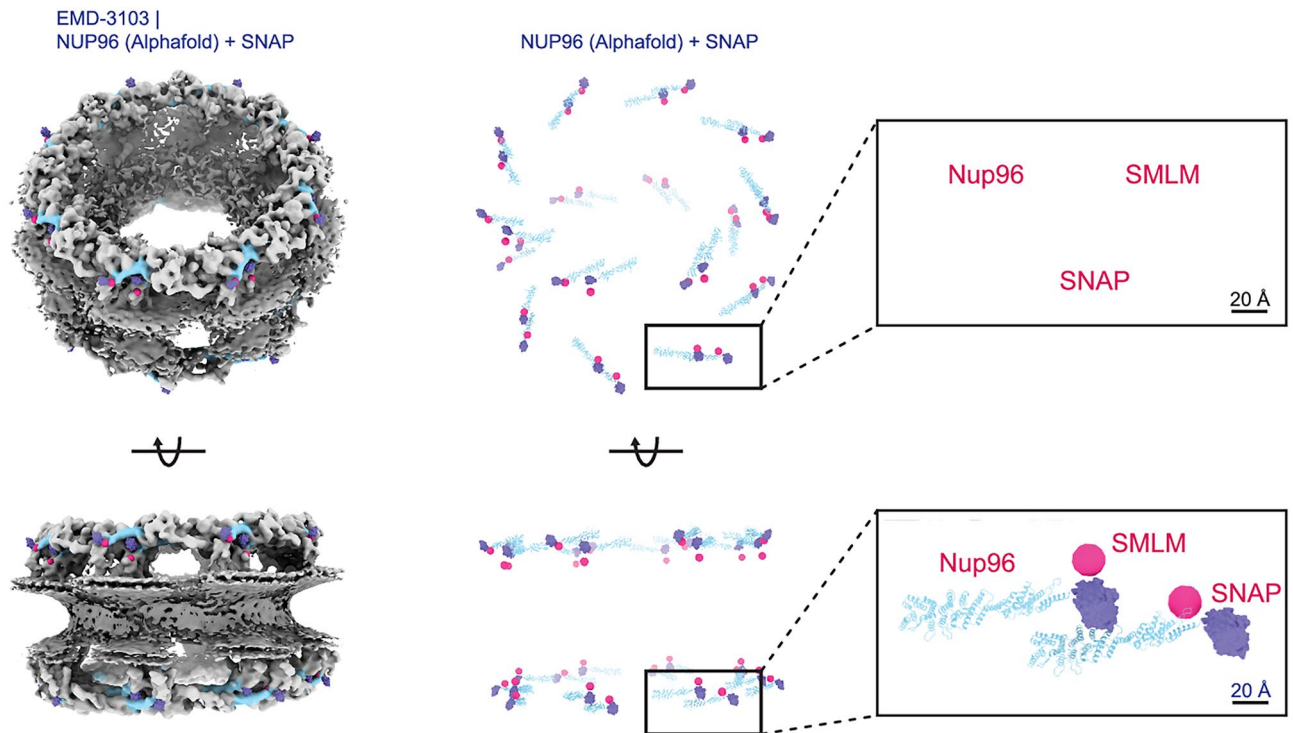 EMD-3103 |
NUP96 (Alphafold) + SNAP
NUP96 (Alphafold) + SNAP
Nup96
SMLM
SNAP
20 Å
SMLM
Nup96
SNAP
20 Å